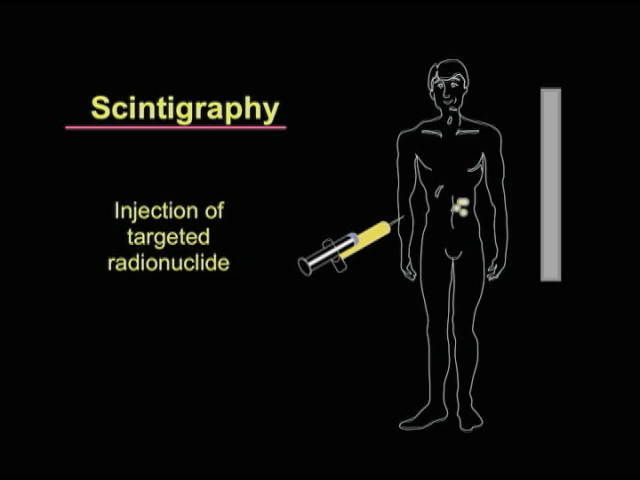 Scintigraphy
Injection of
targeted
radionuclide